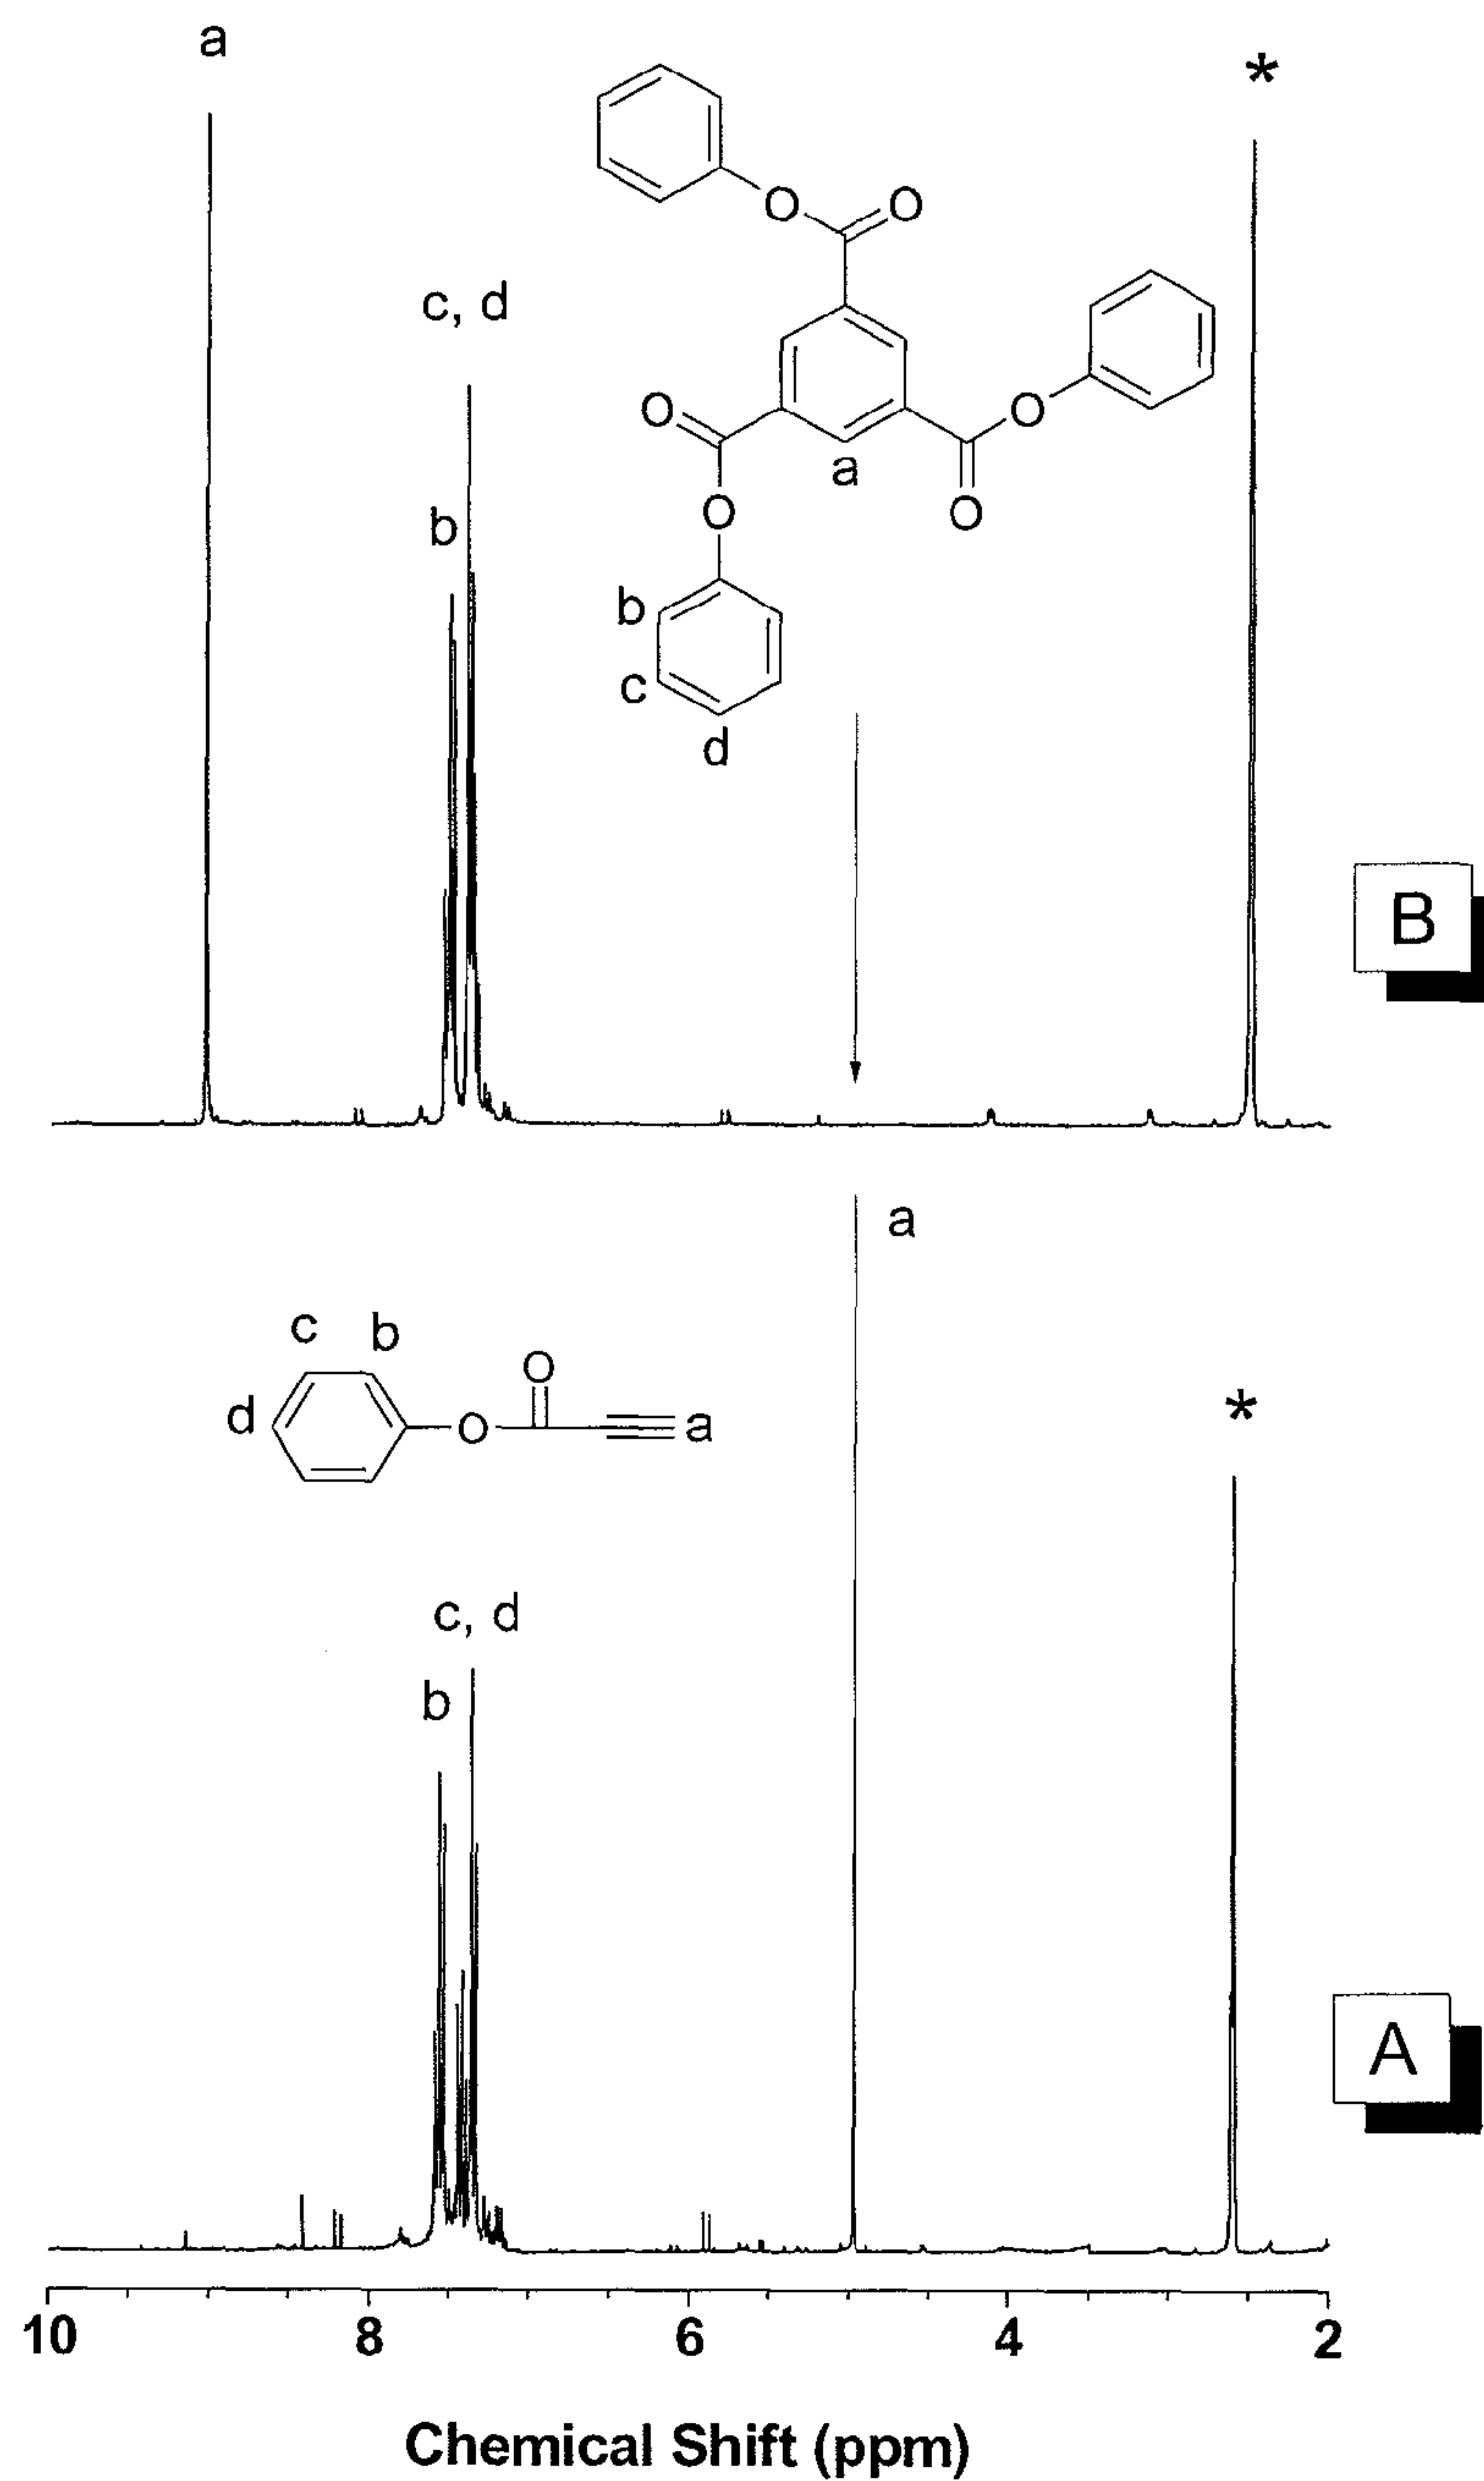 a
*
O O
c, d
O O
b
a
O O
b
c
d
B
a
c b
O
d O a
*
c, d
b
A
10 8 6 4 2
Chemical Shift (ppm)